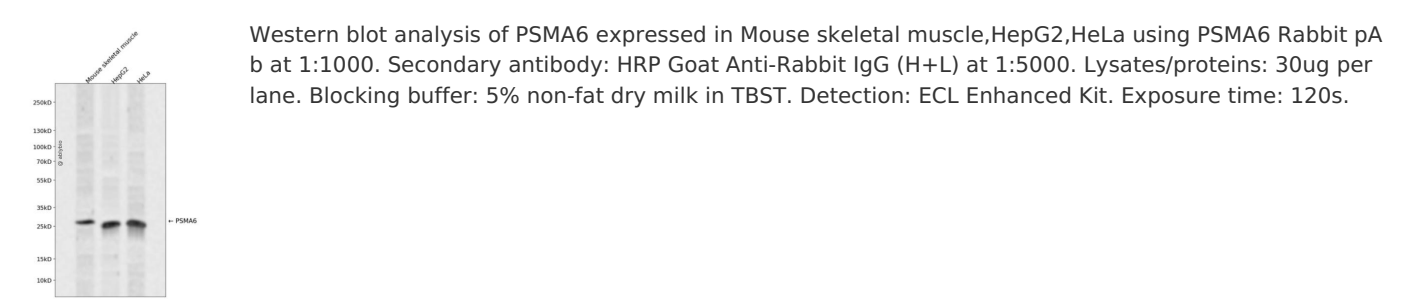 Western blot analysis of PSMA6 expressed in Mouse skeletal muscle,HepG2,HeLa using PSMA6 Rabbit pA
b at 1:1000. Secondary antibody: HRP Goat Anti-Rabbit IgG (H+L) at 1:5000. Lysates/proteins: 30ug per
lane. Blocking buffer: 5% non-fat dry milk in TBST. Detection: ECL Enhanced Kit. Exposure time: 120s.
Mouse skeletal muscle
HepG2
HeLa
250kD
130kD
100kD
70kD
55kD
35kD
25kD
15kD
10kD
← PSMA6